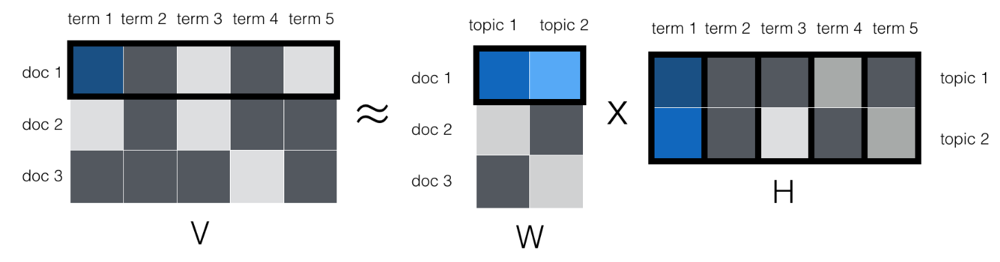 term 1 term 2 term 3 term 4 term 5
topic 1 topic 2
term 1 term 2 term 3 term 4 term 5
doc 1
doc 2
doc 3
≈
doc 1
doc 2
doc 3
X
topic 1
topic 2
V
W
H